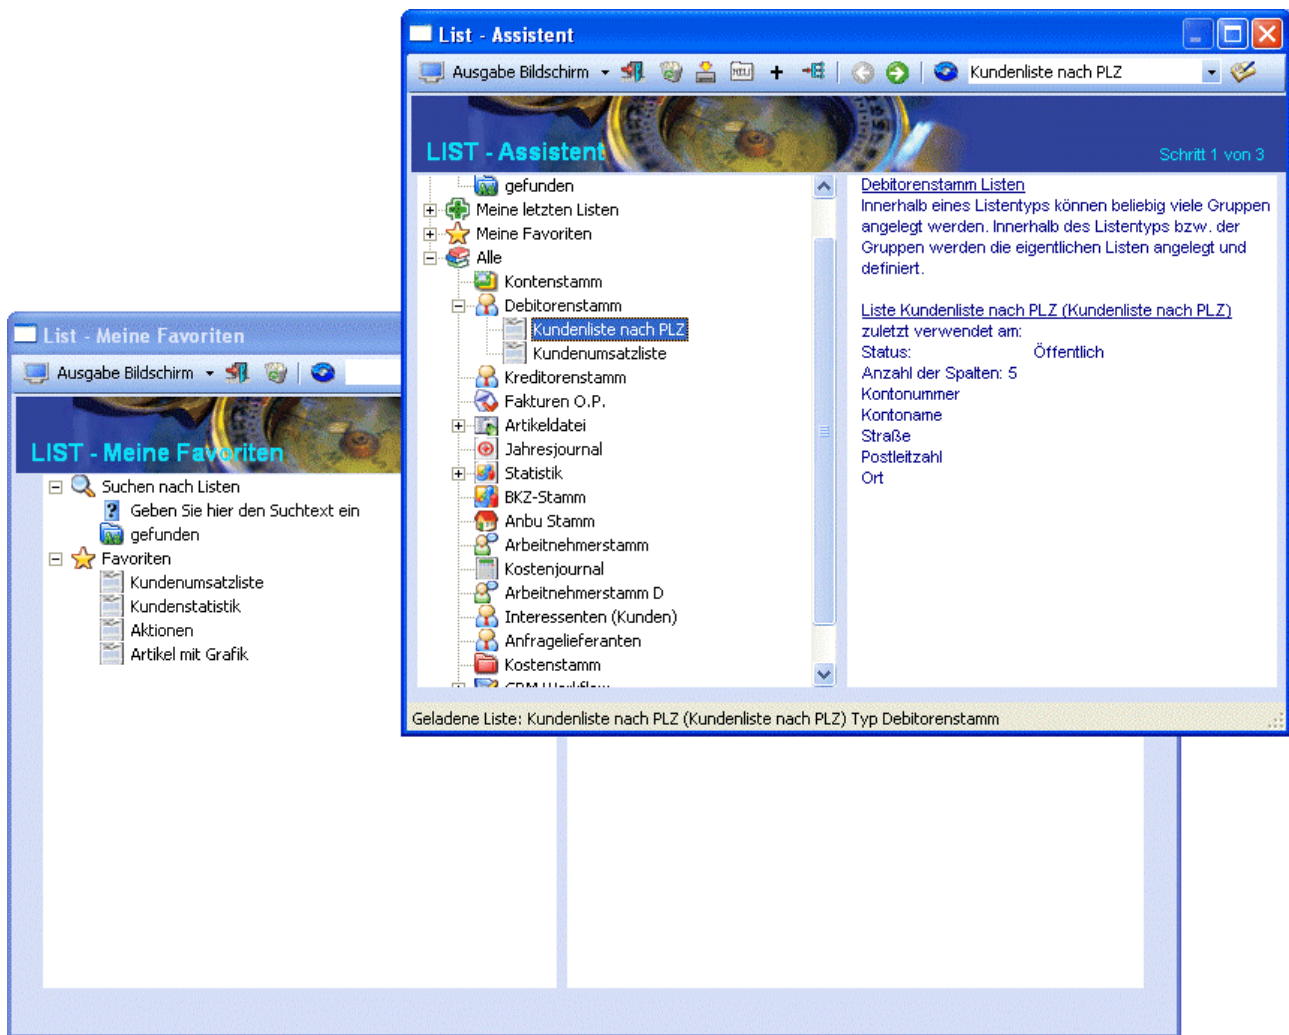 List - Assistent
Ausgabe Bildschirm
NEU
Kundenliste nach PLZ
LIST - Assistent
Schritt 1 von 3
gefunden
Meine letzten Listen
Meine Favoriten
Alle
Kontenstamm
Debitorenstamm
Kundenliste nach PLZ
Kundenumsatzliste
Kreditorenstamm
Fakturen O.P.
Artikeldatei
Jahresjournal
Statistik
BKZ-Stamm
Anbu Stamm
Arbeitnehmerstamm
Kostenjournal
Arbeitnehmerstamm D
Interessenten (Kunden)
Anfragelieferanten
Kostenstamm
CRM Workflow
Debitorenstamm Listen
Innerhalb eines Listentyps können beliebig viele Gruppen
angelegt werden. Innerhalb des Listentyps bzw. der
Gruppen werden die eigentlichen Listen angelegt und
definiert.
Liste Kundenliste nach PLZ (Kundenliste nach PLZ)
zuletzt verwendet am:
Status: Öffentlich
Anzahl der Spalten: 5
Kontonummer
Kontoname
Straße
Postleitzahl
Ort
Geladene Liste: Kundenliste nach PLZ (Kundenliste nach PLZ) Typ Debitorenstamm
List - Meine Favoriten
Ausgabe Bildschirm
LIST - Meine Favoriten
Suchen nach Listen
Geben Sie hier den Suchtext ein
gefunden
Favoriten
Kundenumsatzliste
Kundenstatistik
Aktionen
Artikel mit Grafik